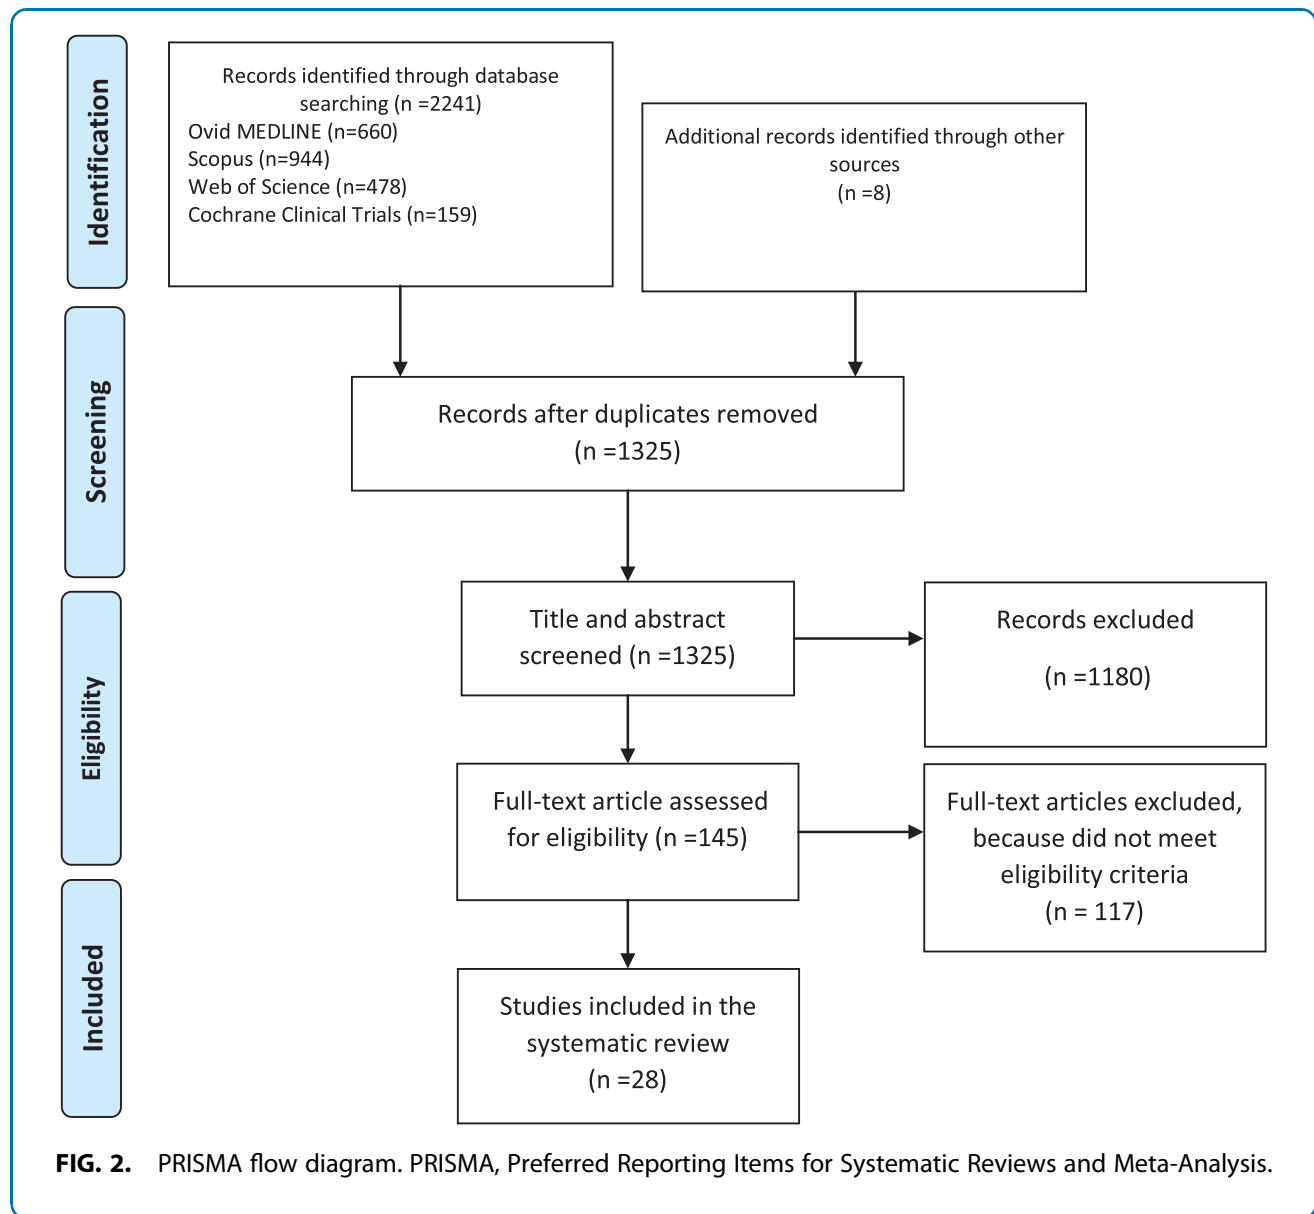 Identification
Records identified through database
searching (n =2241)
Ovid MEDLINE (n=660)
Scopus (n=944)
Web of Science (n=478)
Cochrane Clinical Trials (n=159)
Additional records identified through other
sources
(n =8)
Screening
Records after duplicates removed
(n =1325)
Eligibility
Title and abstract
screened (n =1325)
Records excluded
(n =1180)
Full-text article assessed
for eligibility (n =145)
Full-text articles excluded,
because did not meet
eligibility criteria
(n = 117)
Included
Studies included in the
systematic review
(n =28)
FIG. 2. PRISMA flow diagram. PRISMA, Preferred Reporting Items for Systematic Reviews and Meta-Analysis.